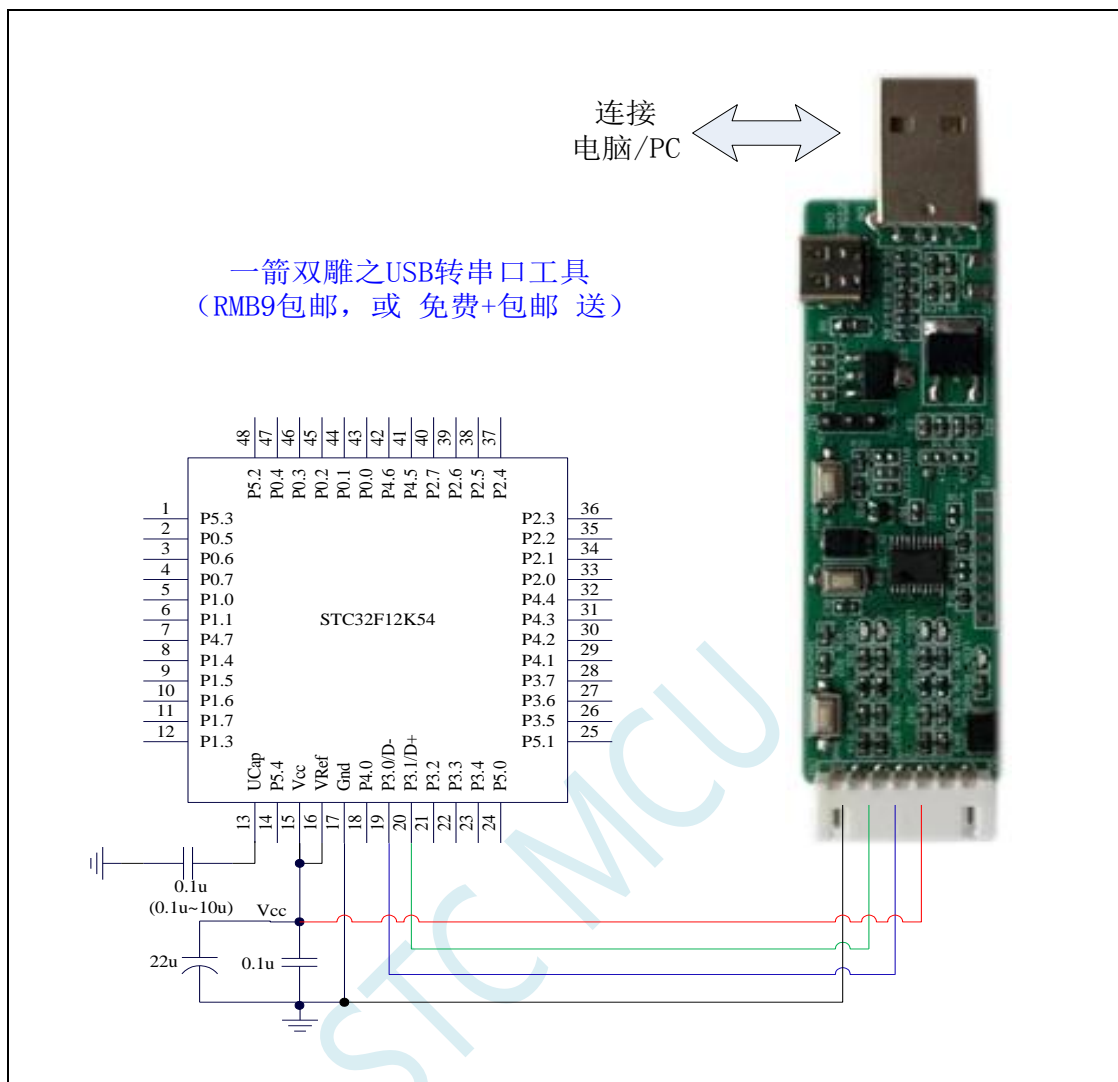 连接
电脑/PC
一箭双雕之USB转串口工具
（RMB9包邮，或 免费+包邮 送）
48 47 46 45 44 43 42 41 40 39 38 37
P5.2 P0.4 P0.3 P0.2 P0.1 P0.0 P4.6 P4.5 P2.7 P2.6 P2.5 P2.4
1 P5.3
2 P0.5
3 P0.6
4 P0.7
5 P1.0
6 P1.1
7 P4.7
8 P1.4
9 P1.5
10 P1.6
11 P1.7
12 P1.3
STC32F12K54
P2.3 36
P2.2 35
P2.1 34
P2.0 33
P4.4 32
P4.3 31
P4.2 30
P4.1 29
P3.7 28
P3.6 27
P3.5 26
P5.1 25
UCap P5.4 Vcc VRef Gnd P4.0 P3.0/D- P3.1/D+ P3.2 P3.3 P3.4 P5.0
13 14 15 16 17 18 19 20 21 22 23 24
0.1u
(0.1u~10u)
Vcc
22u
0.1u
STC MCU